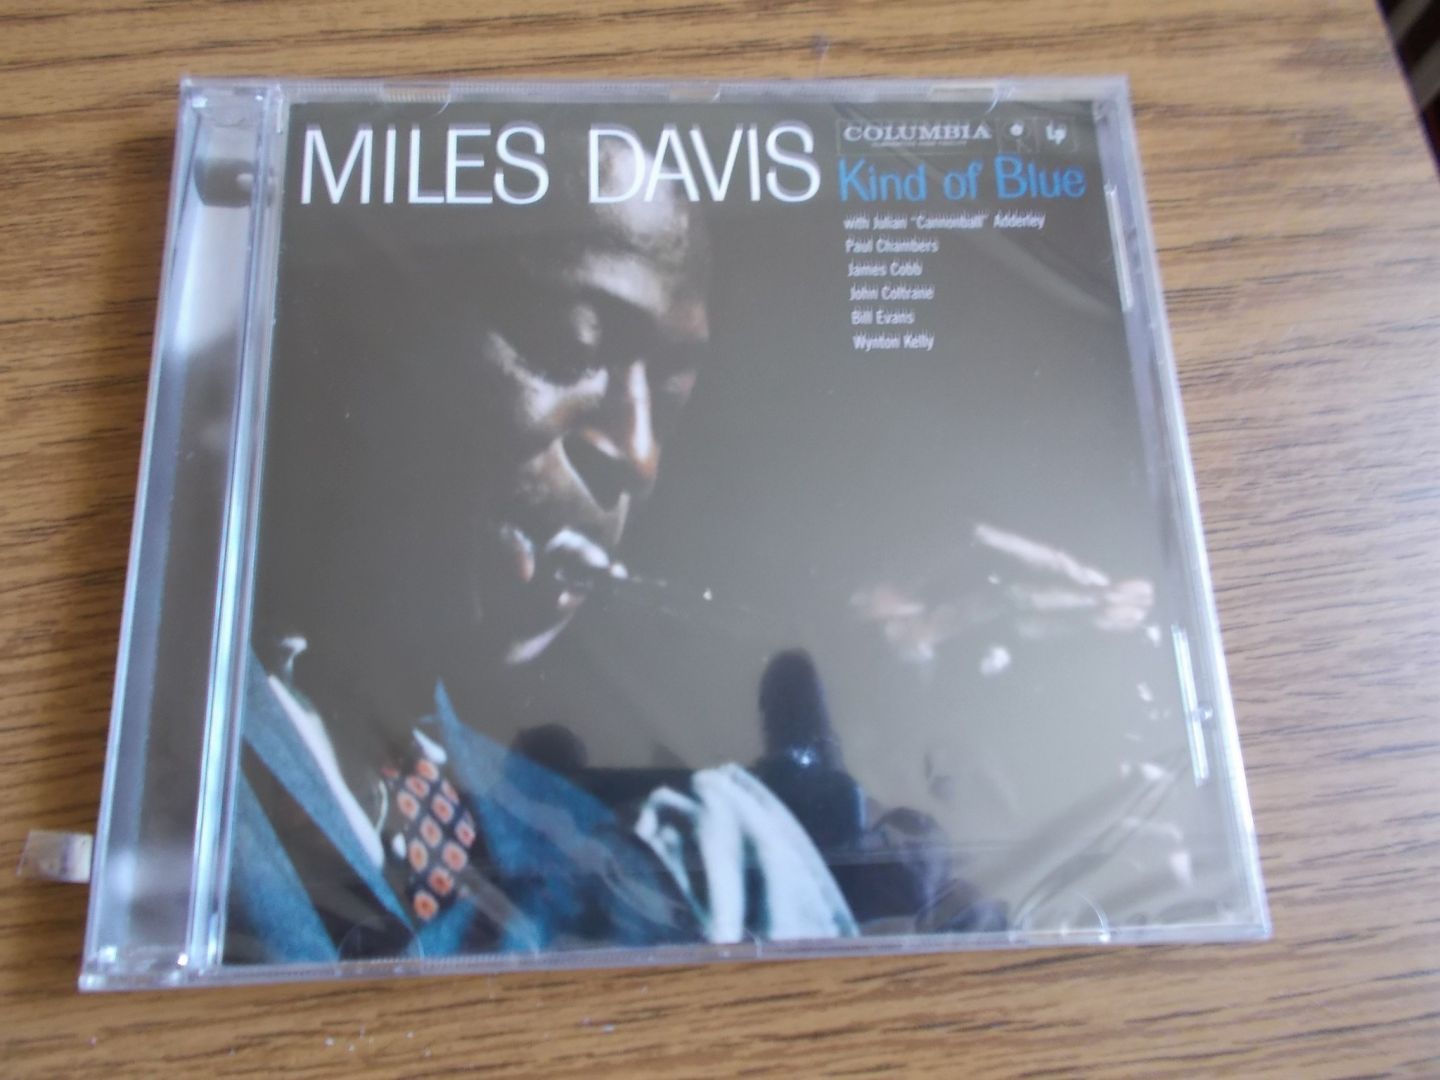 MILES DAVIS
COLUMBIA
Kind of Blue
with Julian "Cannonball" Adderley
Paul Chambers
James Cobb
John Coltrane
Bill Evans
Wynton Kelly